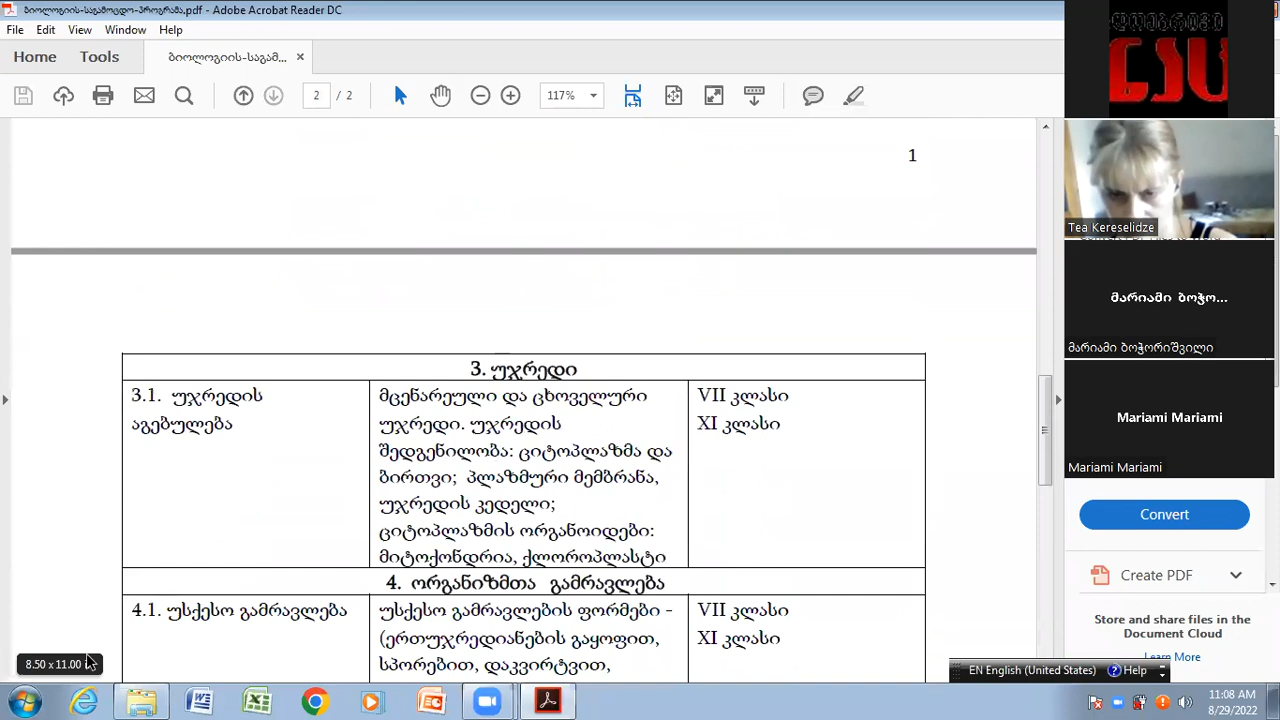 ბიოლოგიის-საგამოცდო-პროგრამა.pdf - Adobe Acrobat Reader DC
File Edit View Window Help
Home Tools ბიოლოგიის-საგამ... ×
2 / 2 117%
1
3. უჯრედი
3.1. უჯრედის
აგებულება
მცენარეული და ცხოველური
უჯრედი. უჯრედის
შედგენილობა: ციტოპლაზმა და
ბირთვი; პლაზმური მემბრანა,
უჯრედის კედელი;
ციტოპლაზმის ორგანოიდები:
მიტოქონდრია, ქლოროპლასტი
VII კლასი
XI კლასი
4. ორგანიზმთა გამრავლება
4.1. უსქესო გამრავლება
უსქესო გამრავლების ფორმები -
(ერთუჯრედიანების გაყოფით,
სპორებით, დაკვირტვით,
VII კლასი
XI კლასი
8.50 x 11.00
CSU
Tea Kereselidze
მარიამი ბოჭო...
მარიამი ბოჭორიშვილი
Mariami Mariami
Mariami Mariami
Convert
Create PDF
Store and share files in the
Document Cloud
Learn More
EN English (United States) Help
11:08 AM
8/29/2022